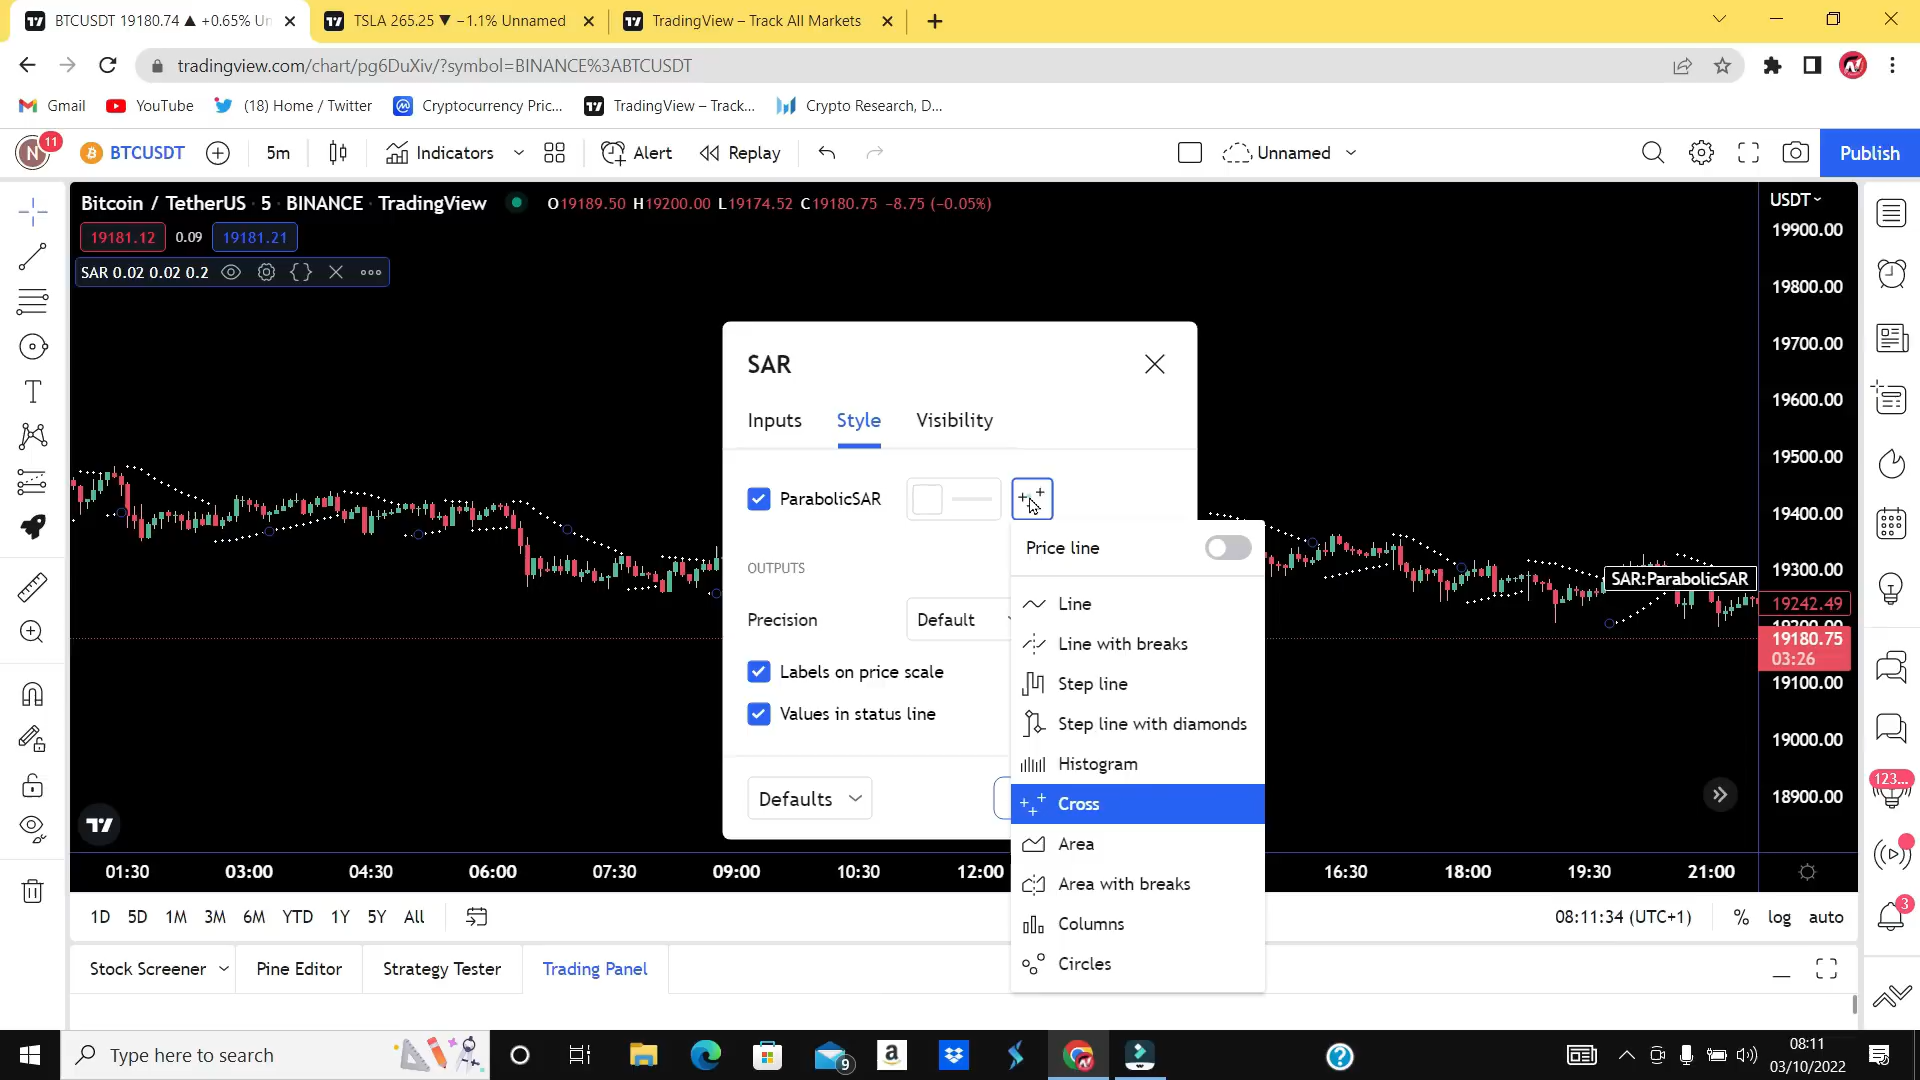 BTCUSDT 19180.74 ▲ +0.65% Un
TSLA 265.25 ▼ −1.1% Unnamed
TradingView – Track All Markets
tradingview.com/chart/pg6DuXiv/?symbol=BINANCE%3ABTCUSDT
Gmail
YouTube
(18) Home / Twitter
Cryptocurrency Pric...
TradingView – Track...
Crypto Research, D...
N
11
BTCUSDT
5m
Indicators
Alert
Replay
Unnamed
Publish
Bitcoin / TetherUS · 5 · BINANCE · TradingView
O19189.50 H19200.00 L19174.52 C19180.75 −8.75 (−0.05%)
USDT
19181.12
0.09
19181.21
SAR 0.02 0.02 0.2
19900.00
19800.00
19700.00
19600.00
19500.00
19400.00
19300.00
SAR:ParabolicSAR
19242.49
19180.75
03:26
19100.00
19000.00
18900.00
SAR
Inputs
Style
Visibility
ParabolicSAR
OUTPUTS
Precision
Default
Labels on price scale
Values in status line
Defaults
Price line
Line
Line with breaks
Step line
Step line with diamonds
Histogram
Cross
Area
Area with breaks
Columns
Circles
123...
01:30
03:00
04:30
06:00
07:30
09:00
10:30
12:00
16:30
18:00
19:30
21:00
1D
5D
1M
3M
6M
YTD
1Y
5Y
All
08:11:34 (UTC+1)
%
log
auto
3
Stock Screener
Pine Editor
Strategy Tester
Trading Panel
Type here to search
9
08:11
03/10/2022